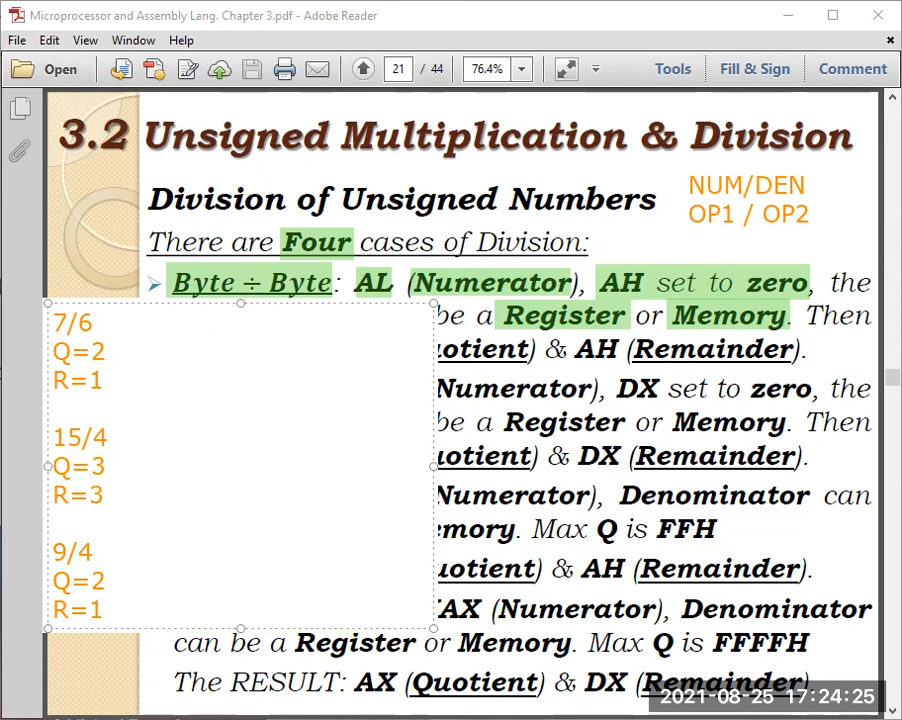 Microprocessor and Assembly Lang. Chapter 3.pdf - Adobe Reader
File Edit View Window Help
Open 21 / 44 76.4% Tools Fill & Sign Comment
3.2 Unsigned Multiplication & Division
Division of Unsigned Numbers
NUM/DEN
OP1 / OP2
There are Four cases of Division:
Byte ÷ Byte: AL (Numerator), AH set to zero, the
be a Register or Memory. Then
uotient) & AH (Remainder).
Numerator), DX set to zero, the
be a Register or Memory. Then
uotient) & DX (Remainder).
Numerator), Denominator can
emory. Max Q is FFH
uotient) & AH (Remainder).
AX (Numerator), Denominator
can be a Register or Memory. Max Q is FFFFH
The RESULT: AX (Quotient) & DX (Remainder)
7/6
Q=2
R=1
15/4
Q=3
R=3
9/4
Q=2
R=1
2021-08-25 17:24:25